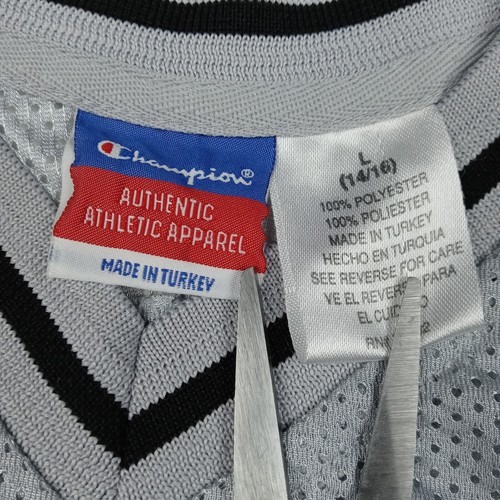 Champion®
AUTHENTIC
ATHLETIC APPAREL
MADE IN TURKEY
L
(14/16)
100% POLYESTER
100% POLIESTER
MADE IN TURKEY
HECHO EN TURQUIA
SEE REVERSE FOR CARE
VE EL REVERSO PARA
EL CUIDADO